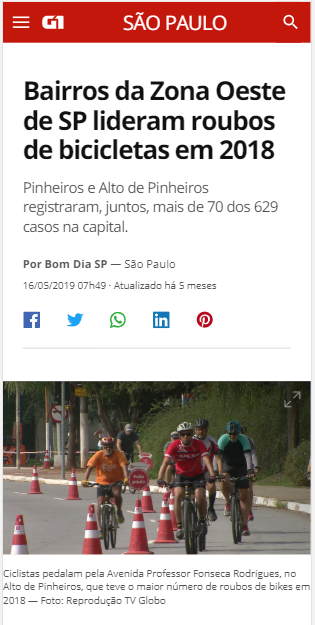 G1
SÃO PAULO
Bairros da Zona Oeste
de SP lideram roubos
de bicicletas em 2018
Pinheiros e Alto de Pinheiros
registraram, juntos, mais de 70 dos 629
casos na capital.
Por Bom Dia SP — São Paulo
16/05/2019 07h49 · Atualizado há 5 meses
Ciclistas pedalam pela Avenida Professor Fonseca Rodrigues, no
Alto de Pinheiros, que teve o maior número de roubos de bikes em
2018 — Foto: Reprodução TV Globo